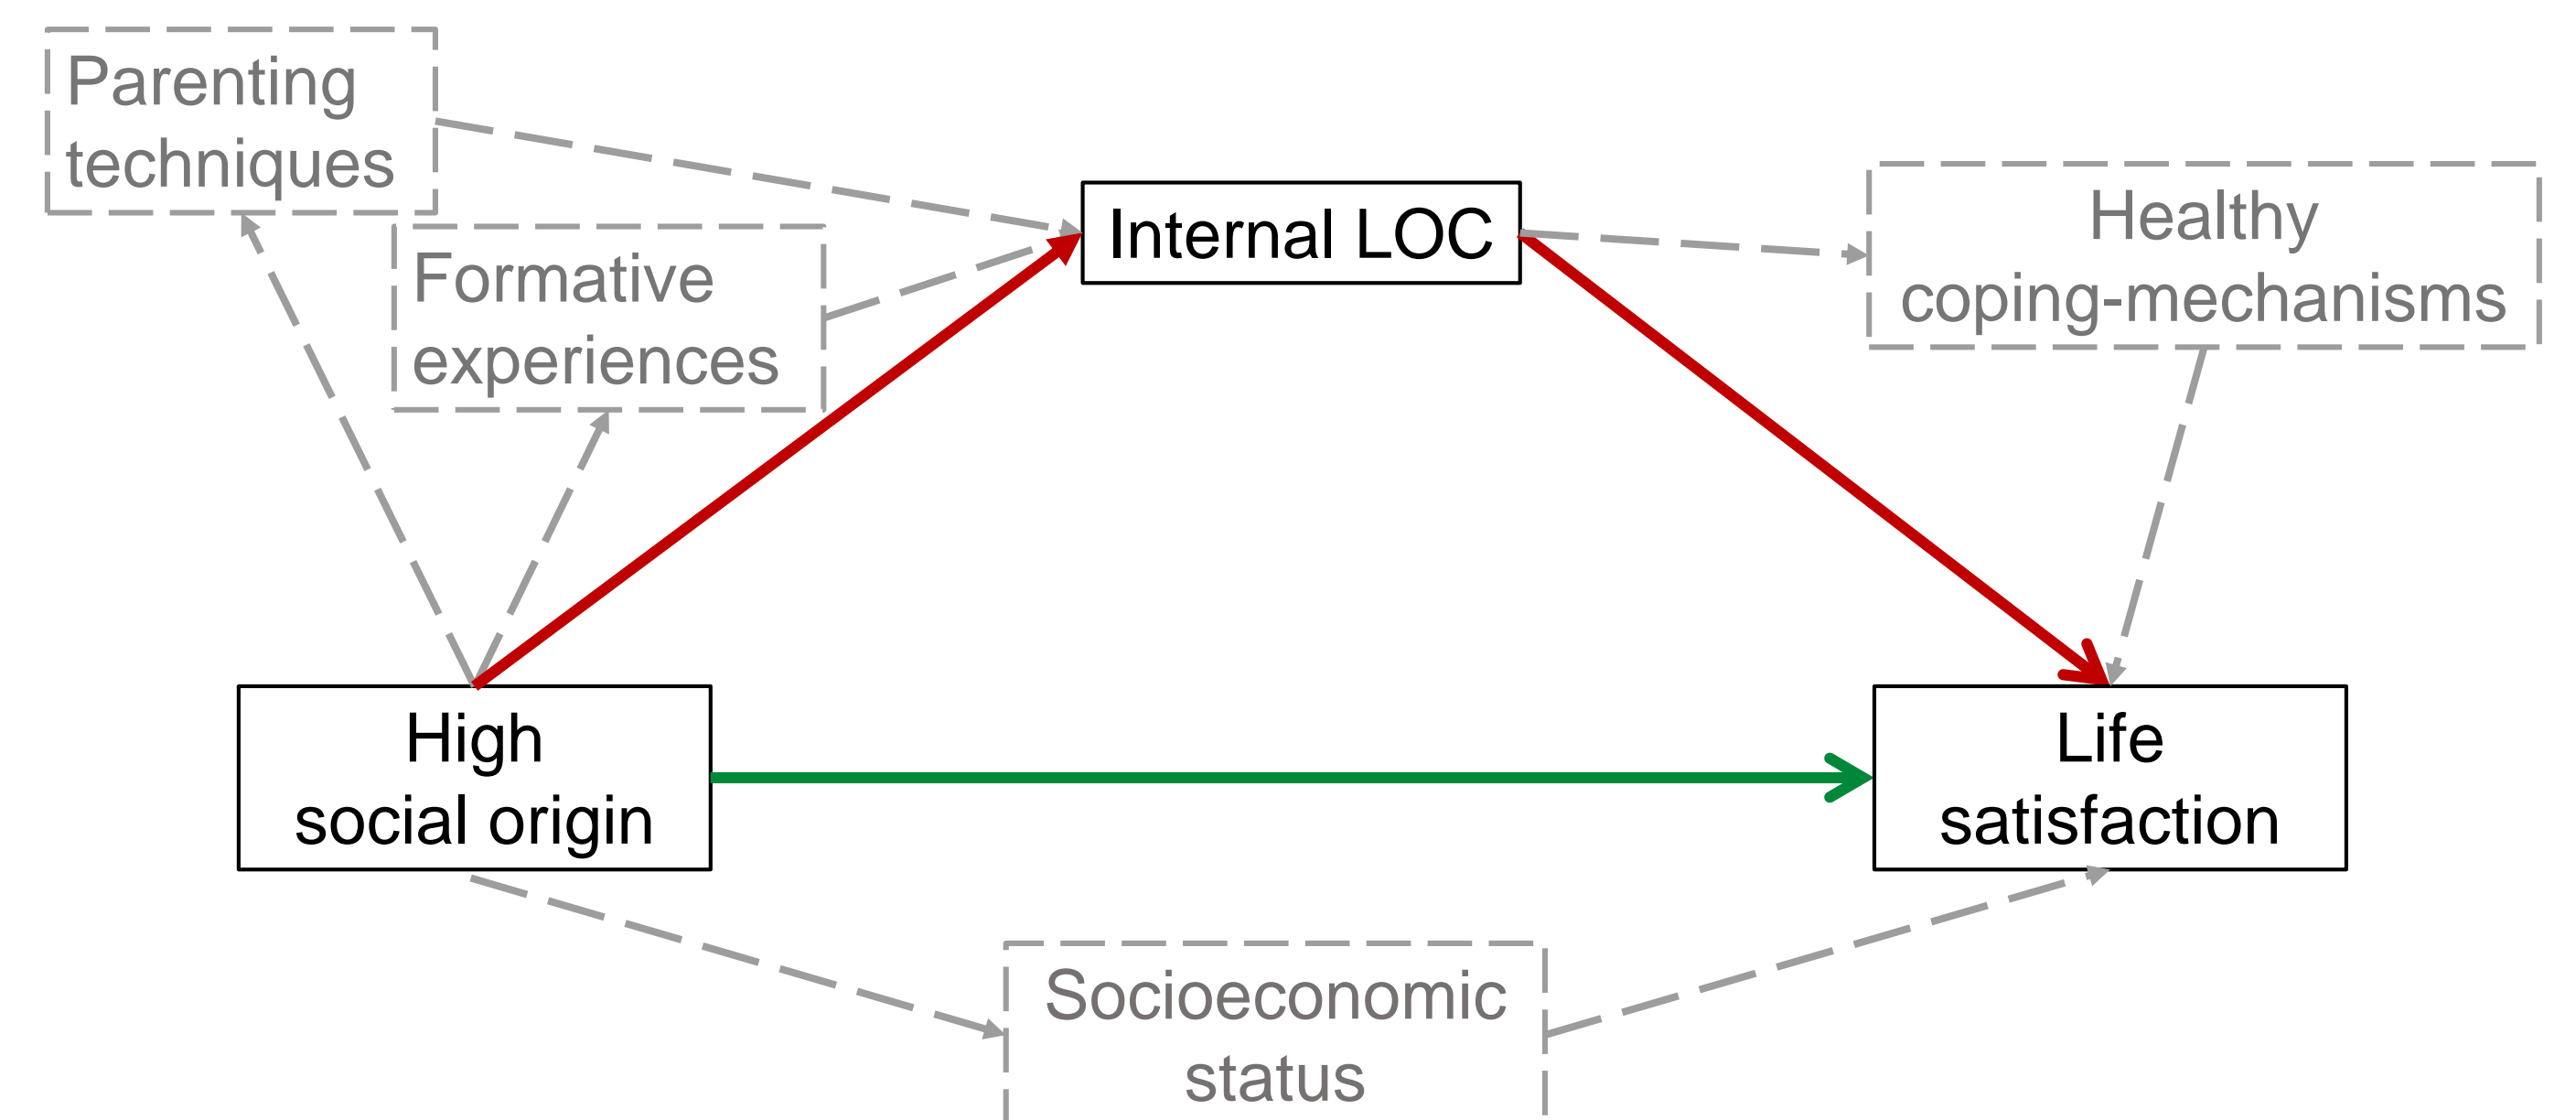 Parenting
techniques
Formative
experiences
Internal LOC
Healthy
coping-mechanisms
High
social origin
Life
satisfaction
Socioeconomic
status